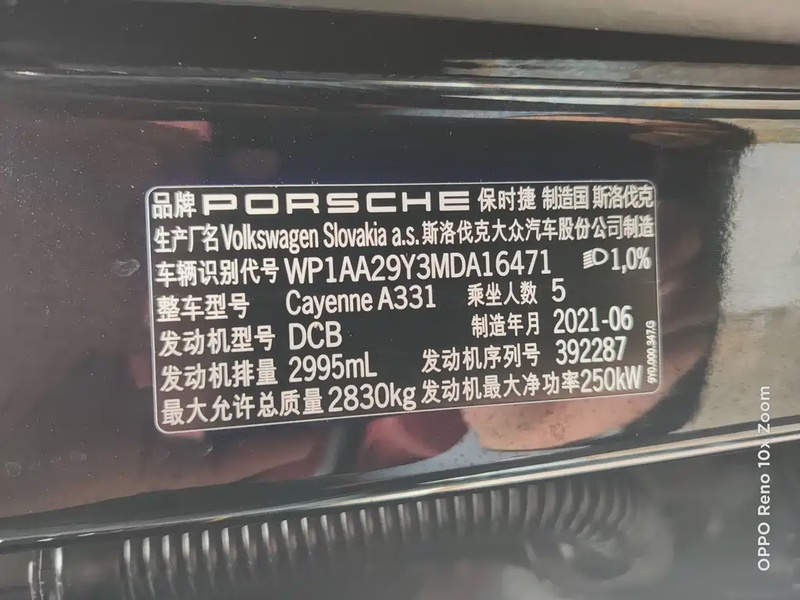 品牌 PORSCHE 保时捷 制造国 斯洛伐克
生产厂名 Volkswagen Slovakia a.s. 斯洛伐克大众汽车股份公司制造
车辆识别代号 WP1AA29Y3MDA16471 1,0%
整车型号 Cayenne A331 乘坐人数 5
发动机型号 DCB 制造年月 2021-06
发动机排量 2995mL 发动机序列号 392287
最大允许总质量 2830kg 发动机最大净功率 250kW
9Y0.000.347.G
OPPO Reno 10x Zoom